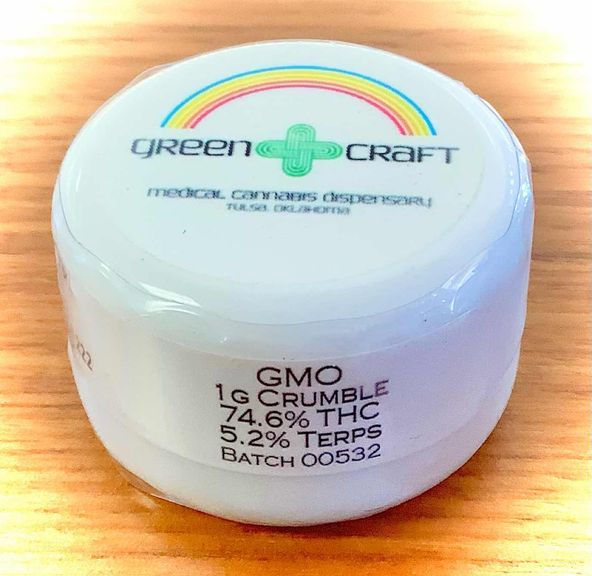 green craft
medical cannabis dispensary
Tulsa, Oklahoma
GMO
1g Crumble
74.6% THC
5.2% Terps
Batch 00532